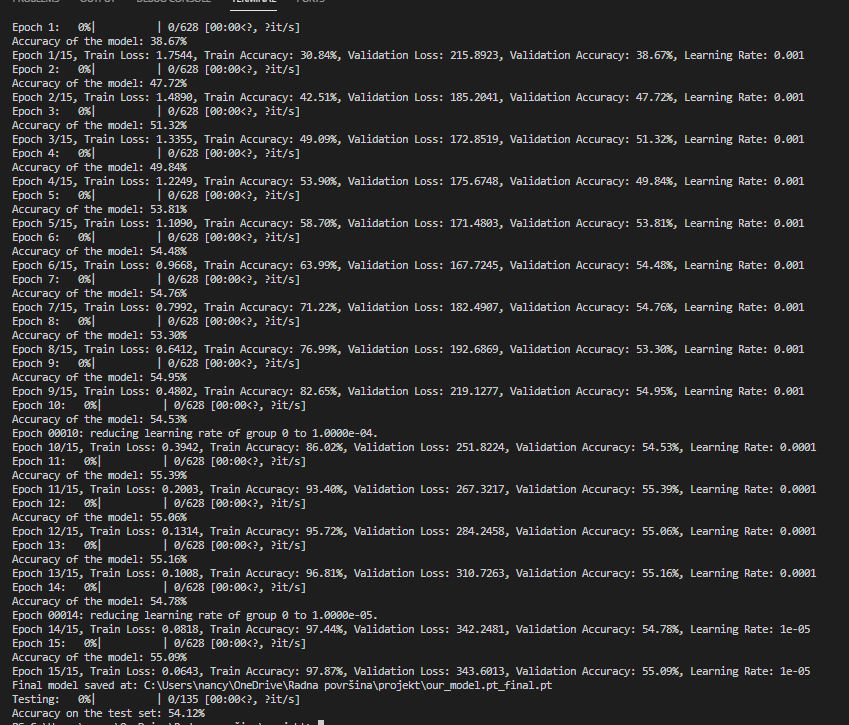 PROBLEMS OUTPUT DEBUG CONSOLE TERMINAL PORTS
Epoch 1:   0%|          | 0/628 [00:00<?, ?it/s]
Accuracy of the model: 38.67%
Epoch 1/15, Train Loss: 1.7544, Train Accuracy: 30.84%, Validation Loss: 215.8923, Validation Accuracy: 38.67%, Learning Rate: 0.001
Epoch 2:   0%|          | 0/628 [00:00<?, ?it/s]
Accuracy of the model: 47.72%
Epoch 2/15, Train Loss: 1.4890, Train Accuracy: 42.51%, Validation Loss: 185.2041, Validation Accuracy: 47.72%, Learning Rate: 0.001
Epoch 3:   0%|          | 0/628 [00:00<?, ?it/s]
Accuracy of the model: 51.32%
Epoch 3/15, Train Loss: 1.3355, Train Accuracy: 49.09%, Validation Loss: 172.8519, Validation Accuracy: 51.32%, Learning Rate: 0.001
Epoch 4:   0%|          | 0/628 [00:00<?, ?it/s]
Accuracy of the model: 49.84%
Epoch 4/15, Train Loss: 1.2249, Train Accuracy: 53.90%, Validation Loss: 175.6748, Validation Accuracy: 49.84%, Learning Rate: 0.001
Epoch 5:   0%|          | 0/628 [00:00<?, ?it/s]
Accuracy of the model: 53.81%
Epoch 5/15, Train Loss: 1.1090, Train Accuracy: 58.70%, Validation Loss: 171.4803, Validation Accuracy: 53.81%, Learning Rate: 0.001
Epoch 6:   0%|          | 0/628 [00:00<?, ?it/s]
Accuracy of the model: 54.48%
Epoch 6/15, Train Loss: 0.9668, Train Accuracy: 63.99%, Validation Loss: 167.7245, Validation Accuracy: 54.48%, Learning Rate: 0.001
Epoch 7:   0%|          | 0/628 [00:00<?, ?it/s]
Accuracy of the model: 54.76%
Epoch 7/15, Train Loss: 0.7992, Train Accuracy: 71.22%, Validation Loss: 182.4907, Validation Accuracy: 54.76%, Learning Rate: 0.001
Epoch 8:   0%|          | 0/628 [00:00<?, ?it/s]
Accuracy of the model: 53.30%
Epoch 8/15, Train Loss: 0.6412, Train Accuracy: 76.99%, Validation Loss: 192.6869, Validation Accuracy: 53.30%, Learning Rate: 0.001
Epoch 9:   0%|          | 0/628 [00:00<?, ?it/s]
Accuracy of the model: 54.95%
Epoch 9/15, Train Loss: 0.4802, Train Accuracy: 82.65%, Validation Loss: 219.1277, Validation Accuracy: 54.95%, Learning Rate: 0.001
Epoch 10:   0%|          | 0/628 [00:00<?, ?it/s]
Accuracy of the model: 54.53%
Epoch 00010: reducing learning rate of group 0 to 1.0000e-04.
Epoch 10/15, Train Loss: 0.3942, Train Accuracy: 86.02%, Validation Loss: 251.8224, Validation Accuracy: 54.53%, Learning Rate: 0.0001
Epoch 11:   0%|          | 0/628 [00:00<?, ?it/s]
Accuracy of the model: 55.39%
Epoch 11/15, Train Loss: 0.2003, Train Accuracy: 93.40%, Validation Loss: 267.3217, Validation Accuracy: 55.39%, Learning Rate: 0.0001
Epoch 12:   0%|          | 0/628 [00:00<?, ?it/s]
Accuracy of the model: 55.06%
Epoch 12/15, Train Loss: 0.1314, Train Accuracy: 95.72%, Validation Loss: 284.2458, Validation Accuracy: 55.06%, Learning Rate: 0.0001
Epoch 13:   0%|          | 0/628 [00:00<?, ?it/s]
Accuracy of the model: 55.16%
Epoch 13/15, Train Loss: 0.1008, Train Accuracy: 96.81%, Validation Loss: 310.7263, Validation Accuracy: 55.16%, Learning Rate: 0.0001
Epoch 14:   0%|          | 0/628 [00:00<?, ?it/s]
Accuracy of the model: 54.78%
Epoch 00014: reducing learning rate of group 0 to 1.0000e-05.
Epoch 14/15, Train Loss: 0.0818, Train Accuracy: 97.44%, Validation Loss: 342.2481, Validation Accuracy: 54.78%, Learning Rate: 1e-05
Epoch 15:   0%|          | 0/628 [00:00<?, ?it/s]
Accuracy of the model: 55.09%
Epoch 15/15, Train Loss: 0.0643, Train Accuracy: 97.87%, Validation Loss: 343.6013, Validation Accuracy: 55.09%, Learning Rate: 1e-05
Final model saved at: C:\Users\nancy\OneDrive\Radna površina\projekt\our_model.pt_final.pt
Testing:   0%|          | 0/135 [00:00<?, ?it/s]
Accuracy on the test set: 54.12%